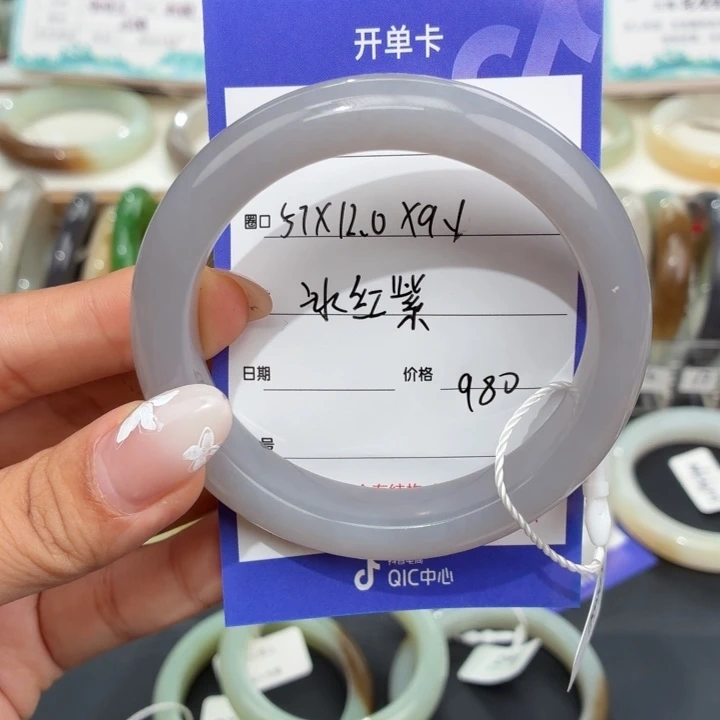 开单卡
圈口 57X12.0X9.1
冰红紫
日期 价格 980
号
QIC中心